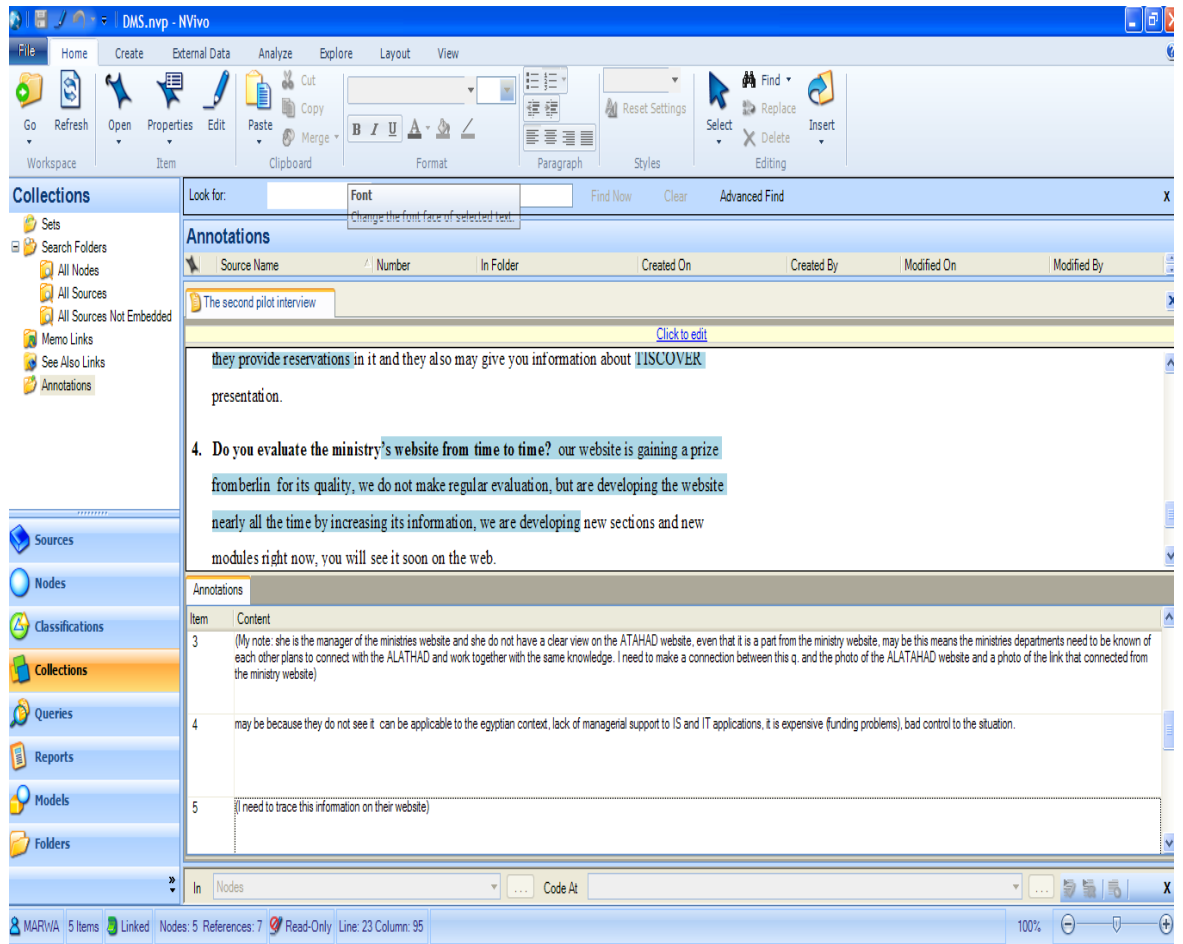 DMS.nvp - NVivo
File Home Create External Data Analyze Explore Layout View
Go Refresh Open Properties Edit Paste Cut Copy Merge
B I U A
Reset Settings
Select Find Replace Delete Insert
Workspace Item Clipboard Format Paragraph Styles Editing
Collections
Sets
Search Folders
All Nodes
All Sources
All Sources Not Embedded
Memo Links
See Also Links
Annotations
Sources
Nodes
Classifications
Collections
Queries
Reports
Models
Folders
Look for: Find Now Clear Advanced Find X
Font
Change the font face of selected text.
Annotations
Source Name Number In Folder Created On Created By Modified On Modified By
The second pilot interview
Click to edit
they provide reservations in it and they also may give you information about TISCOVER
presentation.
4. Do you evaluate the ministry's website from time to time? our website is gaining a prize
fromberlin for its quality, we do not make regular evaluation, but are developing the website
nearly all the time by increasing its information, we are developing new sections and new
modules right now, you will see it soon on the web.
Annotations
Item Content
3 (My note: she is the manager of the ministries website and she do not have a clear view on the ATAHAD website, even that it is a part from the ministry website, may be this means the ministries departments need to be known of
each other plans to connect with the ALATHAD and work together with the same knowledge. I need to make a connection between this q. and the photo of the ALATAHAD website and a photo of the link that connected from
the ministry website)
4 may be because they do not see it can be applicable to the egyptian context, lack of managerial support to IS and IT applications, it is expensive (funding problems), bad control to the situation.
5 (I need to trace this information on their website)
In Nodes ... Code At ... X
MARWA 5 Items Linked Nodes: 5 References: 7 Read-Only Line: 23 Column: 95 100%